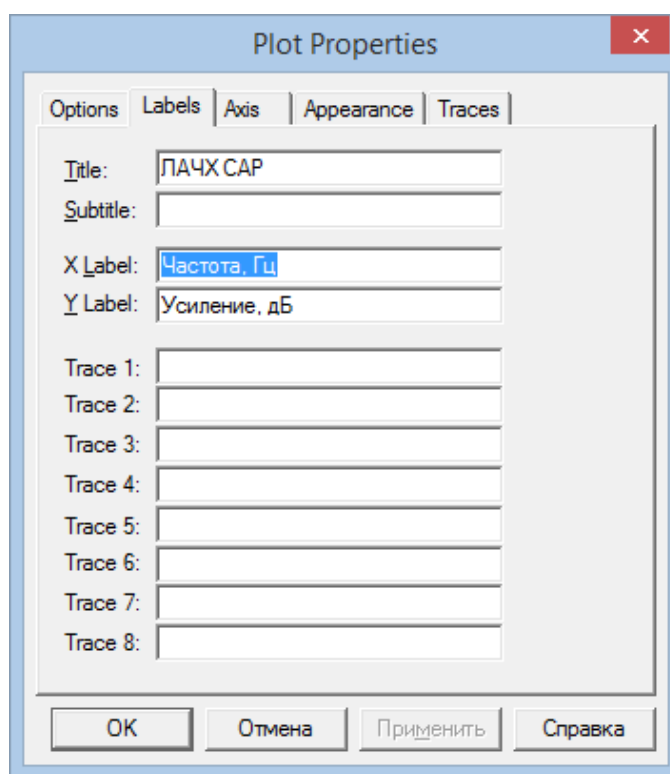 Plot Properties
Options Labels Axis Appearance Traces
Title: ПАЧХ САР
Subtitle:
X Label: Частота, Гц
Y Label: Усиление, дБ
Trace 1:
Trace 2:
Trace 3:
Trace 4:
Trace 5:
Trace 6:
Trace 7:
Trace 8:
OK Отмена Применить Справка